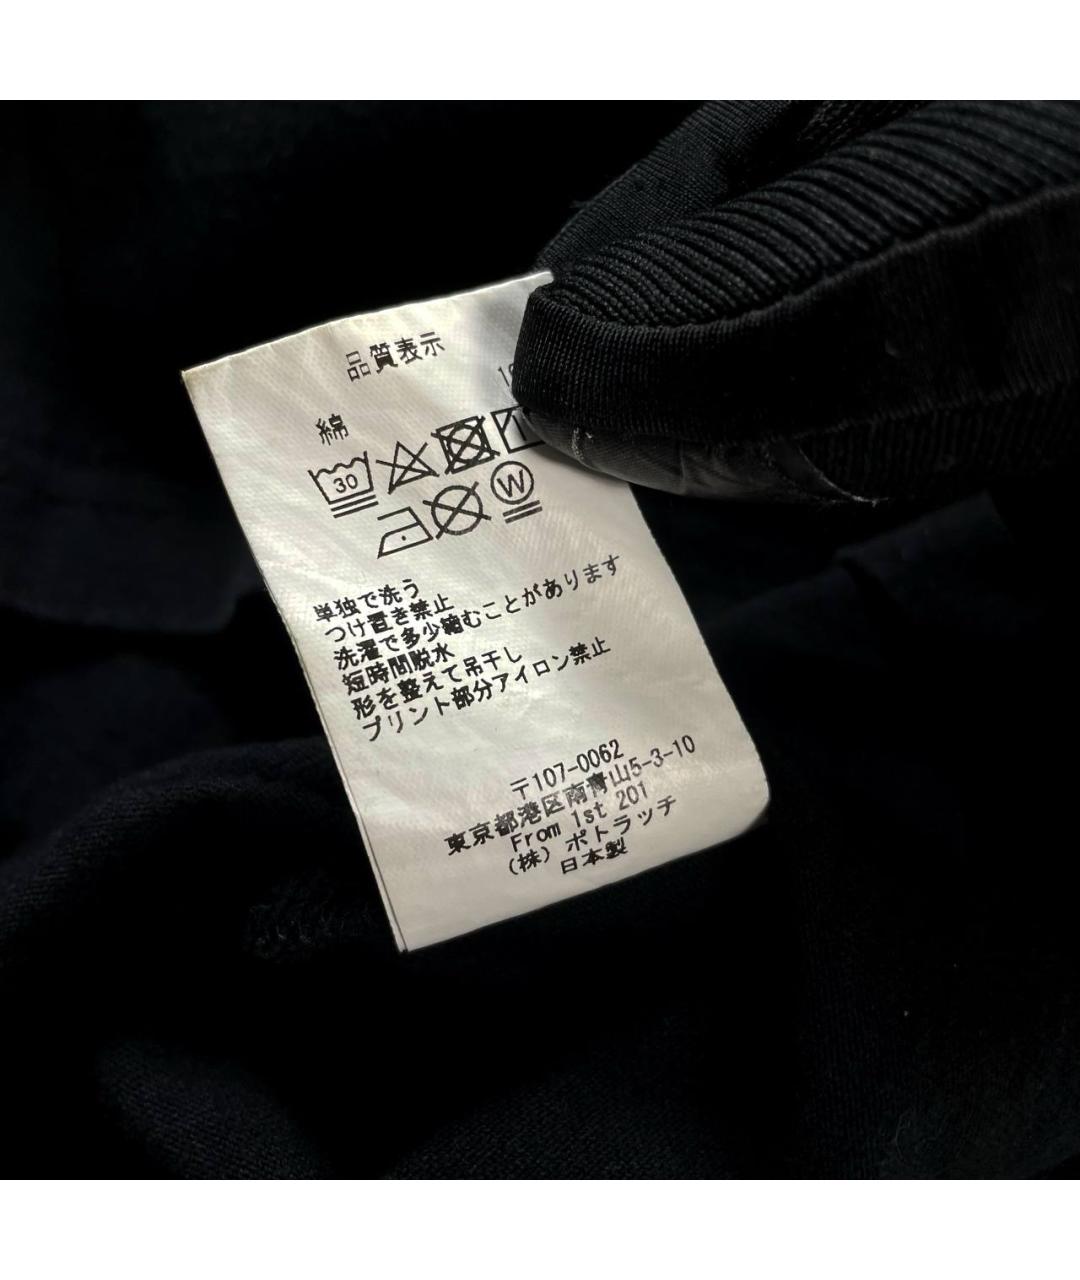 品質表示
綿
30
W
単独で洗う
つけ置き禁止
洗濯で多少縮むことがあります
短時間脱水
形を整えて吊干し
プリント部分アイロン禁止
〒107-0062
東京都港区南青山5-3-10
From 1st 201
(株) ポトラッチ
日本製